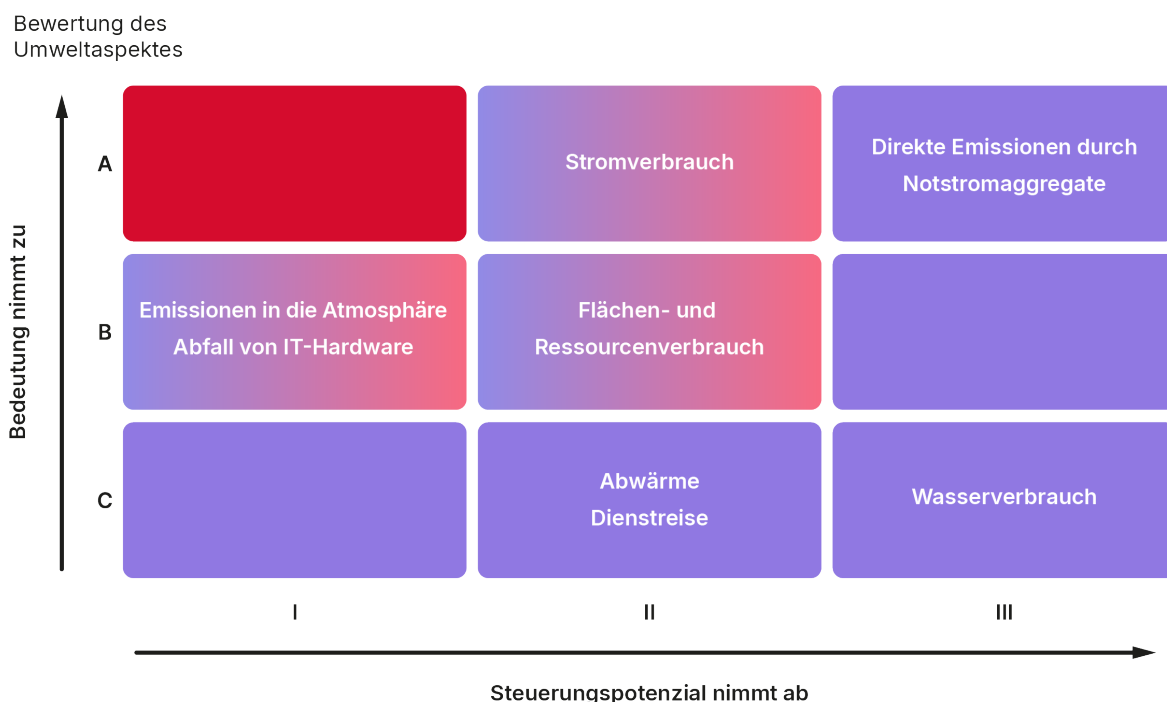 Bewertung des
Umweltaspektes
Bedeutung nimmt zu
A
Stromverbrauch
Direkte Emissionen durch
Notstromaggregate
B
Emissionen in die Atmosphäre
Abfall von IT-Hardware
Flächen- und
Ressourcenverbrauch
C
Abwärme
Dienstreise
Wasserverbrauch
I
II
III
Steuerungspotenzial nimmt ab